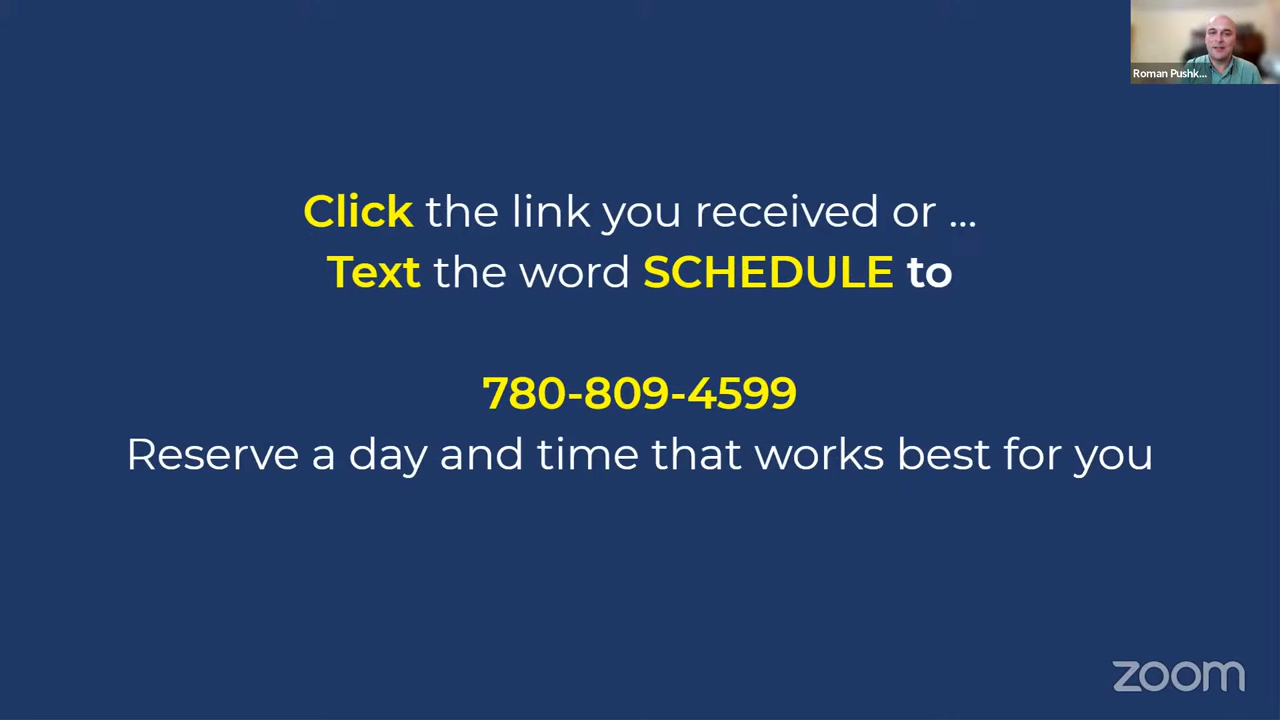 Roman Pushk...
Click the link you received or ...
Text the word SCHEDULE to
780-809-4599
Reserve a day and time that works best for you
zoom